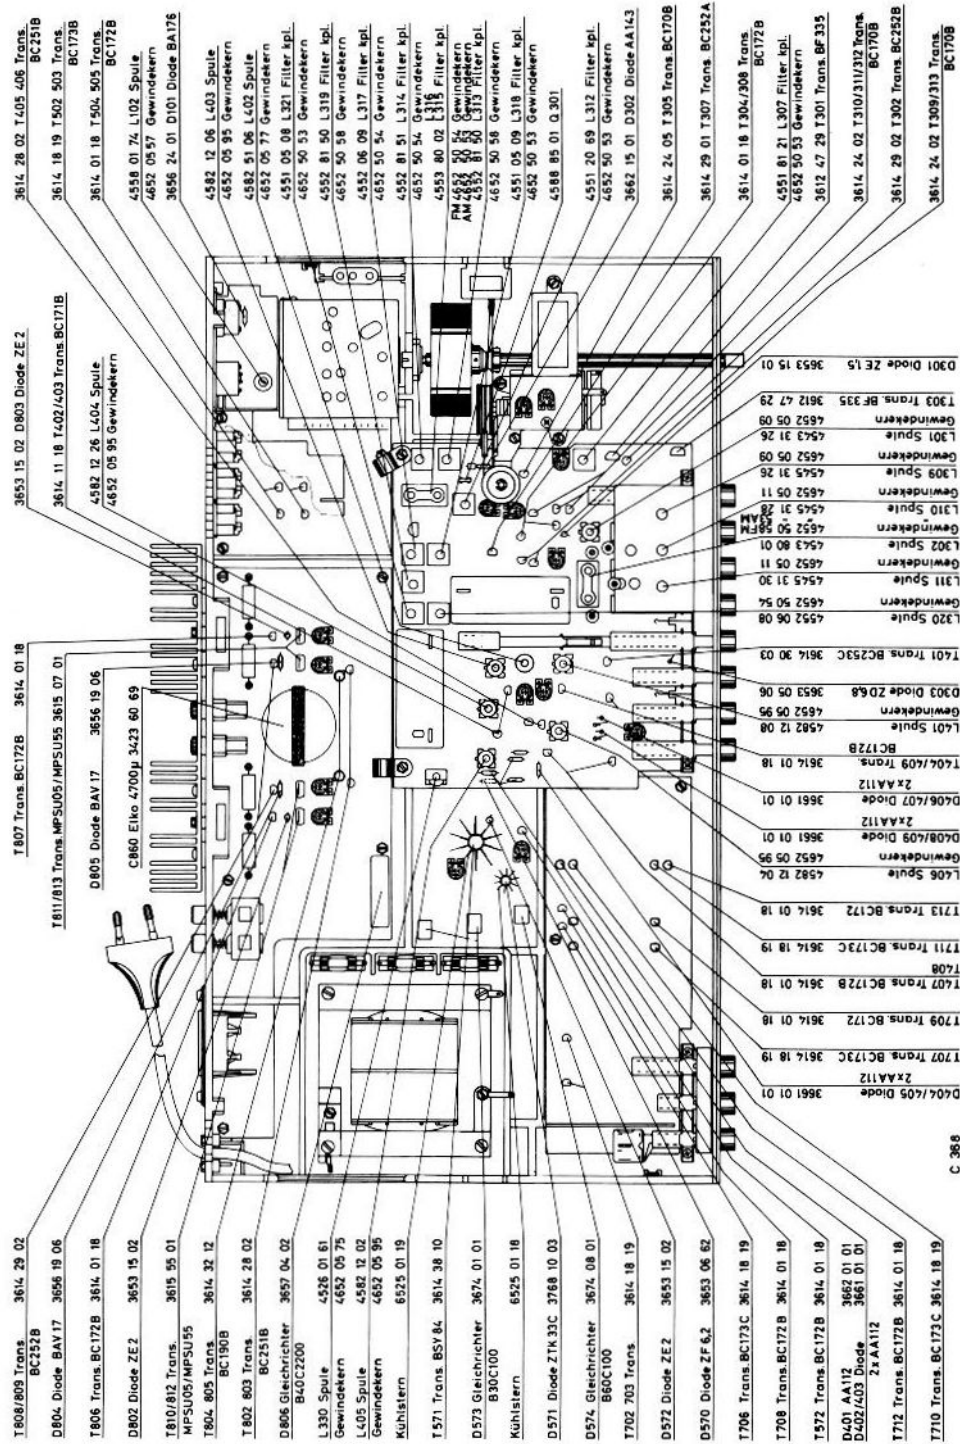 3614 28 02 T405 406 Trans.
BC251B
3614 18 19 T502 503 Trans.
BC173B
3614 01 18 T504 505 Trans.
BC172B
4558 01 74 L102 Spule
4652 05 57 Gewindekern
3656 24 01 D101 Diode BA176
4582 12 06 L403 Spule
4652 05 95 Gewindekern
4582 51 06 L402 Spule
4652 05 77 Gewindekern
4551 05 08 L321 Filter kpl.
4652 50 53 Gewindekern
4552 81 50 L319 Filter kpl.
4652 50 58 Gewindekern
4552 06 09 L317 Filter kpl.
4652 50 54 Gewindekern
4552 81 51 L314 Filter kpl.
4652 50 54 Gewindekern
L316
4553 80 02 L315 Filter kpl.
FM 4652 50 54 Gewindekern
AM 4652 50 53 Gewindekern
4552 81 50 L313 Filter kpl.
4652 50 58 Gewindekern
4551 05 09 L318 Filter kpl.
4652 50 53 Gewindekern
4588 85 01 Q301
4551 20 69 L312 Filter kpl.
4652 50 53 Gewindekern
3662 15 01 D302 Diode AA143
3614 24 05 T305 Trans. BC170B
3614 29 01 T307 Trans. BC252A
3614 01 18 T304/308 Trans.
BC172B
4551 81 21 L307 Filter kpl.
4652 50 53 Gewindekern
3612 47 29 T301 Trans. BF335
3614 24 02 T310/311/312 Trans.
BC170B
3614 29 02 T302 Trans. BC252B
3614 24 02 T309/313 Trans.
BC170B
3653 15 02 D803 Diode ZE 2
3614 11 18 T402/403 Trans. BC171B
4582 12 26 L404 Spule
4652 05 95 Gewindekern
T807 Trans. BC172B 3614 01 18
T811/813 Trans. MPSU05/MPSU55 3615 07 01
D805 Diode BAV17 3656 19 06
C860 Elko 4700µ 3423 60 69
D301 Diode ZE 1,5 3653 15 01
T303 Trans. BF335 3612 47 29
Gewindekern 4652 05 09
L301 Spule 4543 31 26
Gewindekern 4652 05 09
L309 Spule 4545 31 26
Gewindekern 4652 05 11
L310 Spule 4545 31 28
Gewindekern 4652 50 58FM
L302 Spule 4543 80 01
Gewindekern 4652 05 11
L311 Spule 4545 31 30
Gewindekern 4652 50 54
L320 Spule 4552 06 08
T401 Trans. BC253C 3614 30 03
D303 Diode ZD6,8 3653 05 06
Gewindekern 4652 05 95
L401 Spule 4582 12 08
T404/409 Trans. 3614 01 18
BC172B
D406/407 Diode 3661 01 01
2xAA112
D408/409 Diode 3661 01 01
2xAA112
Gewindekern 4652 05 95
L406 Spule 4582 12 04
T713 Trans. BC172 3614 01 18
T711 Trans. BC173C 3614 18 19
T408
T407 Trans. BC172B 3614 01 18
T709 Trans. BC172 3614 01 18
T707 Trans. BC173C 3614 18 19
D404/405 Diode 3661 01 01
2xAA112
C 368
T808/809 Trans. 3614 29 02
BC252B
D804 Diode BAV17 3656 19 06
T806 Trans. BC172B 3614 01 18
D802 Diode ZE2 3653 15 02
T810/812 Trans. 3615 55 01
MPSU05/MPSU55
T804 805 Trans. 3614 32 12
BC190B
T802 803 Trans. 3614 28 02
BC251B
D806 Gleichrichter 3657 04 02
B40C2200
L330 Spule 4526 01 61
Gewindekern 4652 05 75
L405 Spule 4582 12 02
Gewindekern 4652 05 95
Kühlstern 6525 01 19
T571 Trans. BSY84 3614 38 10
D573 Gleichrichter 3674 01 01
B30C100
Kühlstern 6525 01 18
D571 Diode ZTK33C 3768 10 03
D574 Gleichrichter 3674 08 01
B60C100
T702 703 Trans. 3614 18 19
D572 Diode ZE2 3653 15 02
D570 Diode ZF6,2 3653 06 62
T706 Trans. BC173C 3614 18 19
T708 Trans. BC172B 3614 01 18
T572 Trans. BC172B 3614 01 18
D401 AA112 3662 01 01
D402/403 Diode 3661 01 01
2xAA112
T712 Trans. BC172B 3614 01 18
T710 Trans. BC173C 3614 18 19